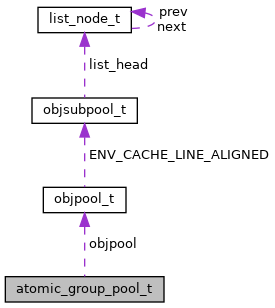 list_node_t
prev
next
list_head
objsubpool_t
ENV_CACHE_LINE_ALIGNED
objpool_t
objpool
atomic_group_pool_t